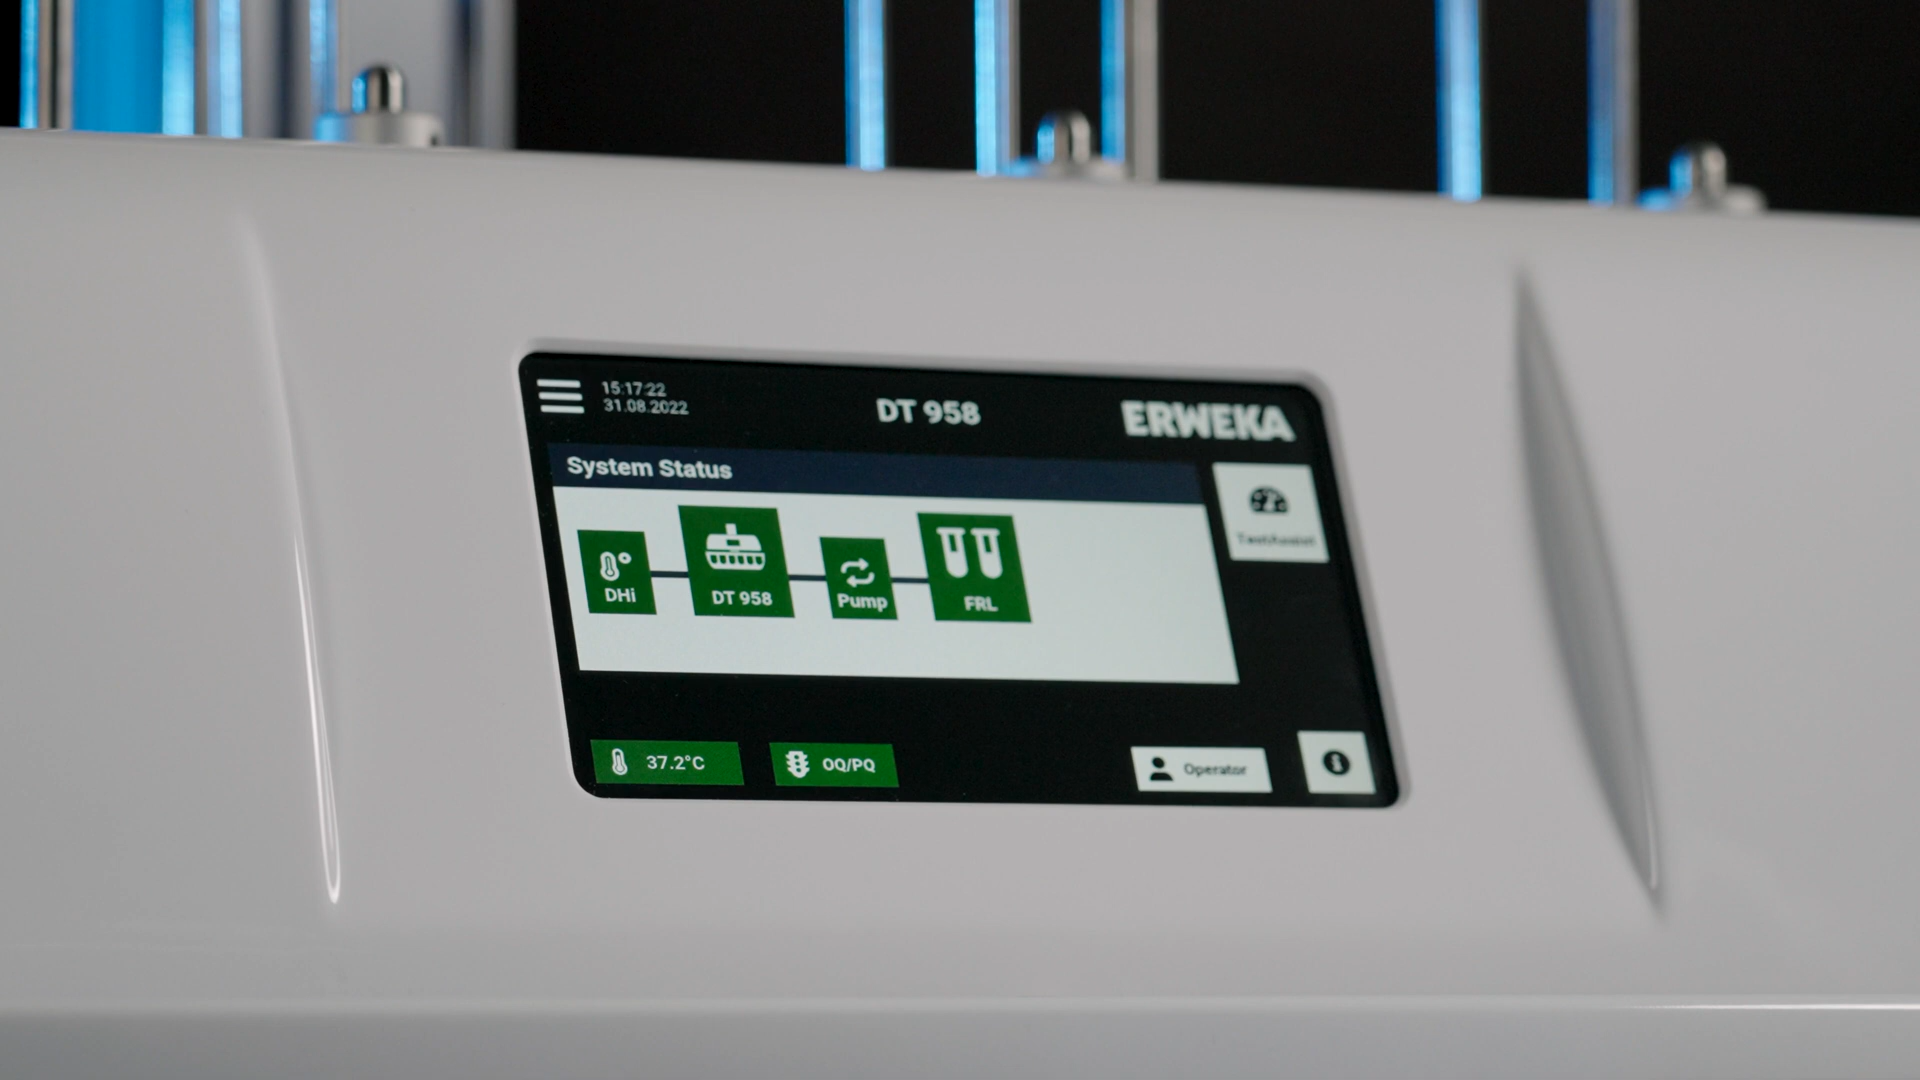 15:17:22
31.08.2022
DT 958
ERWEKA
System Status
TestAssist
DHi
DT 958
Pump
FRL
37.2°C
OQ/PQ
Operator